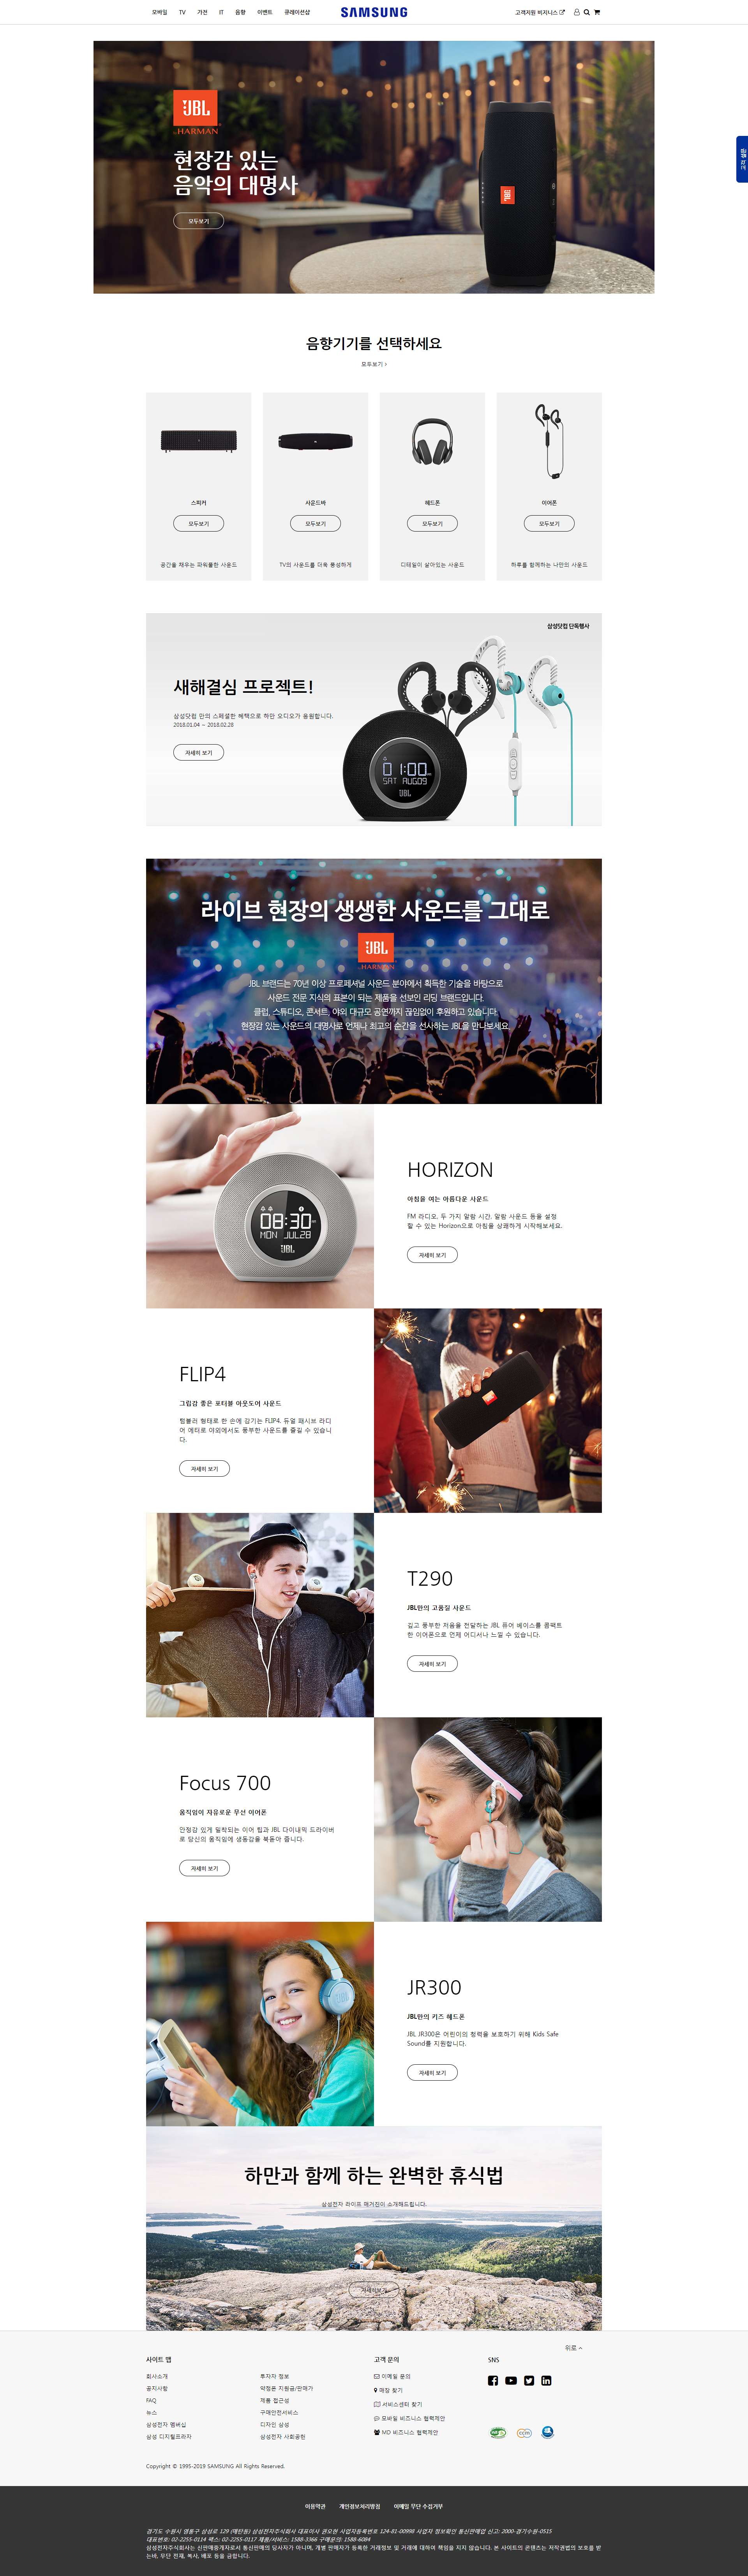 모바일 TV 가전 IT 음향 이벤트 큐레이션샵 SAMSUNG 고객지원 비지니스
고객 설문
JBL
by HARMAN
현장감 있는
음악의 대명사
모두보기
음향기기를 선택하세요
모두보기 >
스피커 사운드바 헤드폰 이어폰
모두보기 모두보기 모두보기 모두보기
공간을 채우는 파워풀한 사운드 TV의 사운드를 더욱 풍성하게 디테일이 살아있는 사운드 하루를 함께하는 나만의 사운드
삼성닷컴 단독행사
새해결심 프로젝트!
삼성닷컴 만의 스페셜한 혜택으로 하만 오디오가 응원합니다.
2018.01.04 ~ 2018.02.28
자세히 보기
01:00
SAT AUG09
라이브 현장의 생생한 사운드를 그대로
JBL
by HARMAN
JBL 브랜드는 70년 이상 프로페셔널 사운드 분야에서 획득한 기술을 바탕으로
사운드 전문 지식의 표본이 되는 제품을 선보인 리딩 브랜드입니다.
클럽, 스튜디오, 콘서트, 야외 대규모 공연까지 끊임없이 후원하고 있습니다.
현장감 있는 사운드의 대명사로 언제나 최고의 순간을 선사하는 JBL을 만나보세요.
08:30
MON JUL28
JBL
HORIZON
아침을 여는 아름다운 사운드
FM 라디오, 두 가지 알람 시간, 알람 사운드 등을 설정
할 수 있는 Horizon으로 아침을 상쾌하게 시작해보세요.
자세히 보기
FLIP4
그립감 좋은 포터블 아웃도어 사운드
텀블러 형태로 한 손에 감기는 FLIP4. 듀얼 패시브 라디
에이터로 야외에서도 풍부한 사운드를 즐길 수 있습니
다.
자세히 보기
T290
JBL만의 고품질 사운드
깊고 풍부한 저음을 전달하는 JBL 퓨어 베이스를 콤팩트
한 이어폰으로 언제 어디서나 느낄 수 있습니다.
자세히 보기
Focus 700
움직임이 자유로운 무선 이어폰
안정감 있게 밀착되는 이어 팁과 JBL 다이내믹 드라이버
로 당신의 움직임에 생동감을 북돋아 줍니다.
자세히 보기
JR300
JBL만의 키즈 헤드폰
JBL JR300은 어린이의 청력을 보호하기 위해 Kids Safe
Sound를 지원합니다.
자세히 보기
하만과 함께 하는 완벽한 휴식법
삼성전자 라이프 매거진이 소개해드립니다.
자세히보기
위로
사이트 맵 고객 문의 SNS
회사소개 투자자 정보 이메일 문의
공지사항 약정폰 지원금/판매가 매장 찾기
FAQ 제품 접근성 서비스센터 찾기
뉴스 구매안전서비스 모바일 비즈니스 협력제안
삼성전자 멤버십 디자인 삼성 MD 비즈니스 협력제안
삼성 디지털프라자 삼성전자 사회공헌
Copyright © 1995-2019 SAMSUNG All Rights Reserved.
이용약관 개인정보처리방침 이메일 무단 수집거부
경기도 수원시 영통구 삼성로 129 (매탄동) 삼성전자주식회사 대표이사 권오현 사업자등록번호 124-81-00998 사업자 정보확인 통신판매업 신고: 2000-경기수원-0515
대표번호: 02-2255-0114 팩스: 02-2255-0117 제품/서비스: 1588-3366 구매문의: 1588-6084
삼성전자주식회사는 신판매중개자로서 통신판매의 당사자가 아니며, 개별 판매자가 등록한 거래정보 및 거래에 대하여 책임을 지지 않습니다. 본 사이트의 콘텐츠는 저작권법의 보호를 받
는바, 무단 전재, 복사, 배포 등을 금합니다.